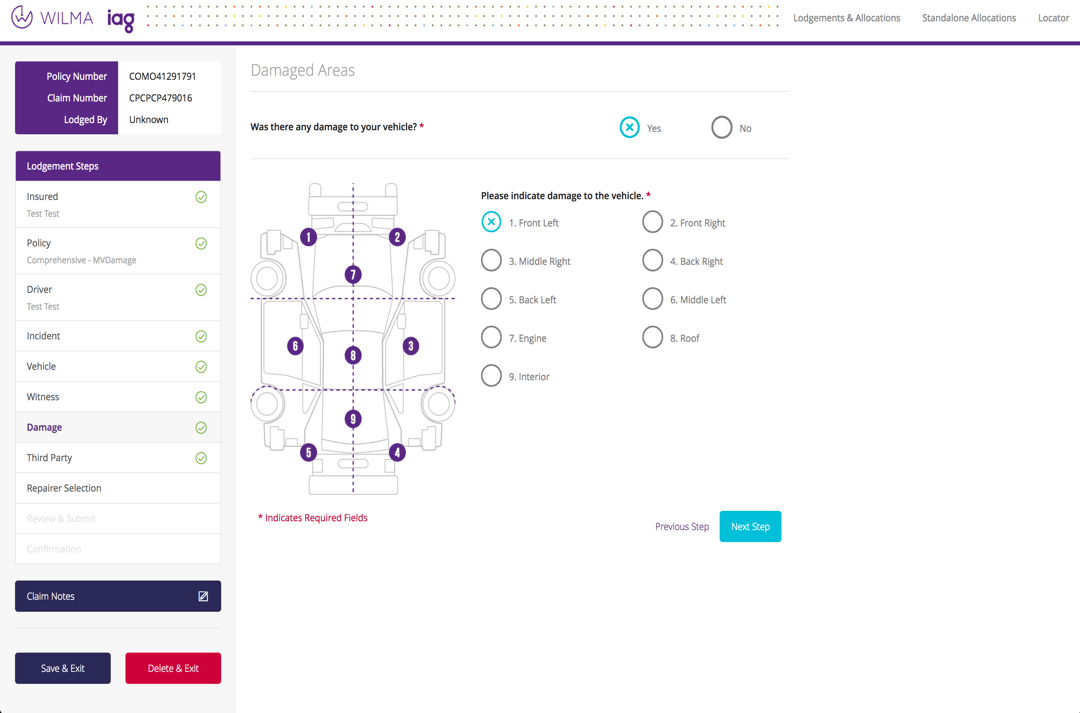 WILMA iag Lodgements & Allocations Standalone Allocations Locator
Policy Number COMO41291791
Claim Number CPCPCP479016
Lodged By Unknown
Lodgement Steps
Insured
Test Test
Policy
Comprehensive - MVDamage
Driver
Test Test
Incident
Vehicle
Witness
Damage
Third Party
Repairer Selection
Review & Submit
Confirmation
Claim Notes
Save & Exit Delete & Exit
Damaged Areas
Was there any damage to your vehicle? * Yes No
1 2
7
6 8 3
9
5 4
Please indicate damage to the vehicle. *
1. Front Left 2. Front Right
3. Middle Right 4. Back Right
5. Back Left 6. Middle Left
7. Engine 8. Roof
9. Interior
* Indicates Required Fields
Previous Step Next Step